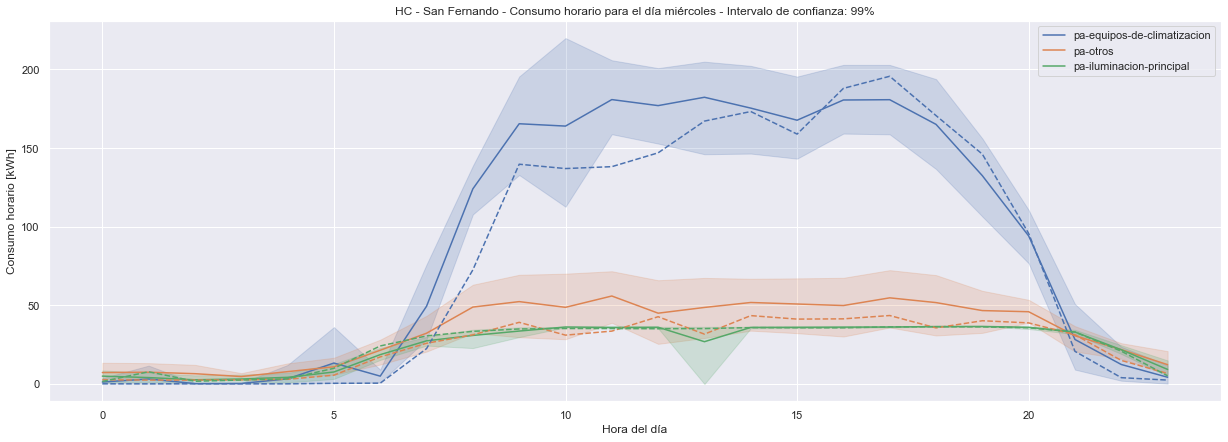 HC - San Fernando - Consumo horario para el día miércoles - Intervalo de confianza: 99%
pa-equipos-de-climatizacion
pa-otros
pa-iluminacion-principal
Consumo horario [kWh]
200
150
100
50
0
0 5 10 15 20
Hora del día